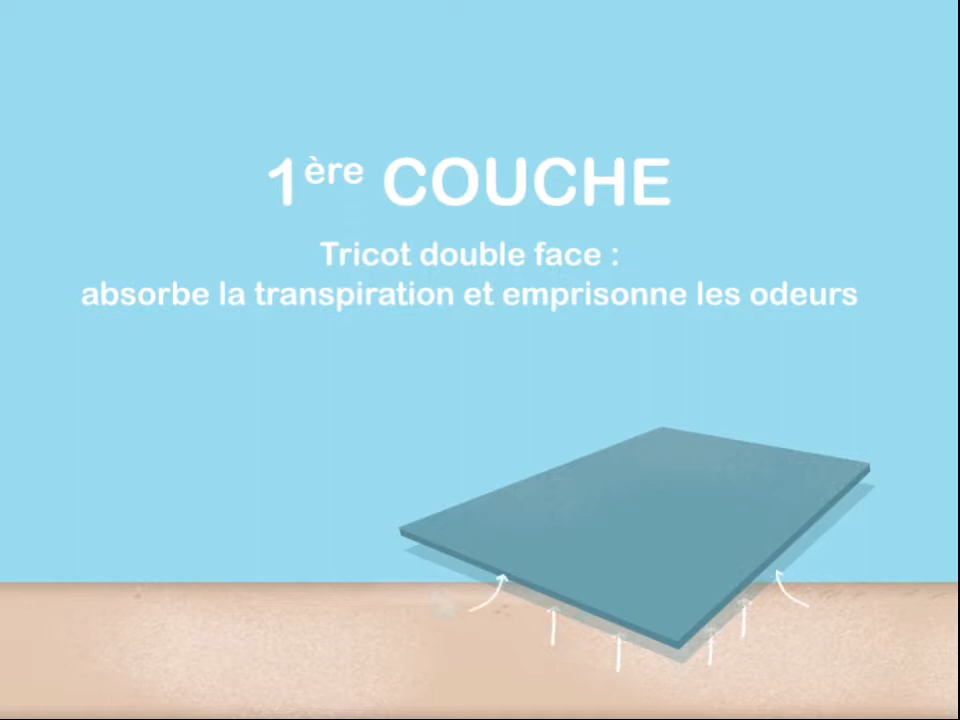 1ère COUCHE
Tricot double face :
absorbe la transpiration et emprisonne les odeurs